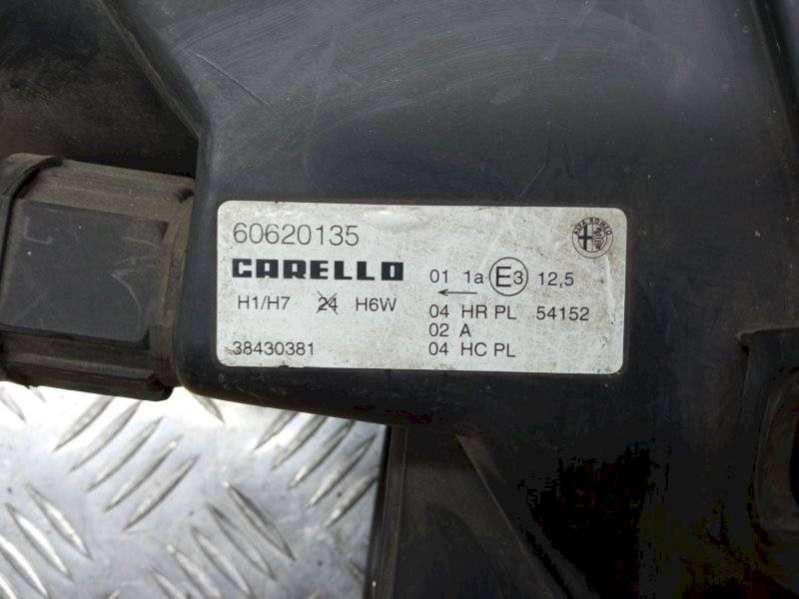 60620135
CARELLO
01 1a E3 12,5
H1/H7 24 H6W
04 HR PL 54152
02 A
38430381
04 HC PL